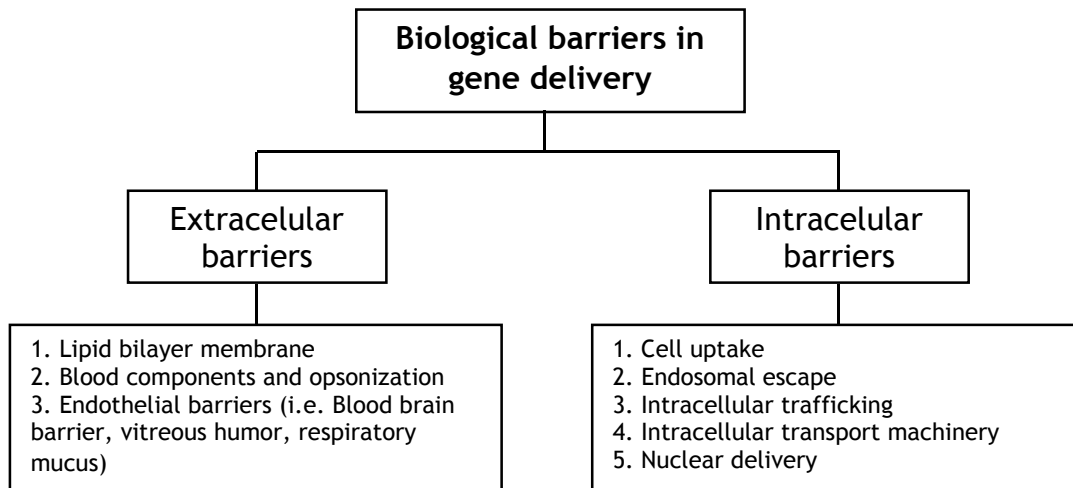 Biological barriers in
gene delivery
Extracelular
barriers
Intracelular
barriers
1. Lipid bilayer membrane
2. Blood components and opsonization
3. Endothelial barriers (i.e. Blood brain
barrier, vitreous humor, respiratory
mucus)
1. Cell uptake
2. Endosomal escape
3. Intracellular trafficking
4. Intracellular transport machinery
5. Nuclear delivery